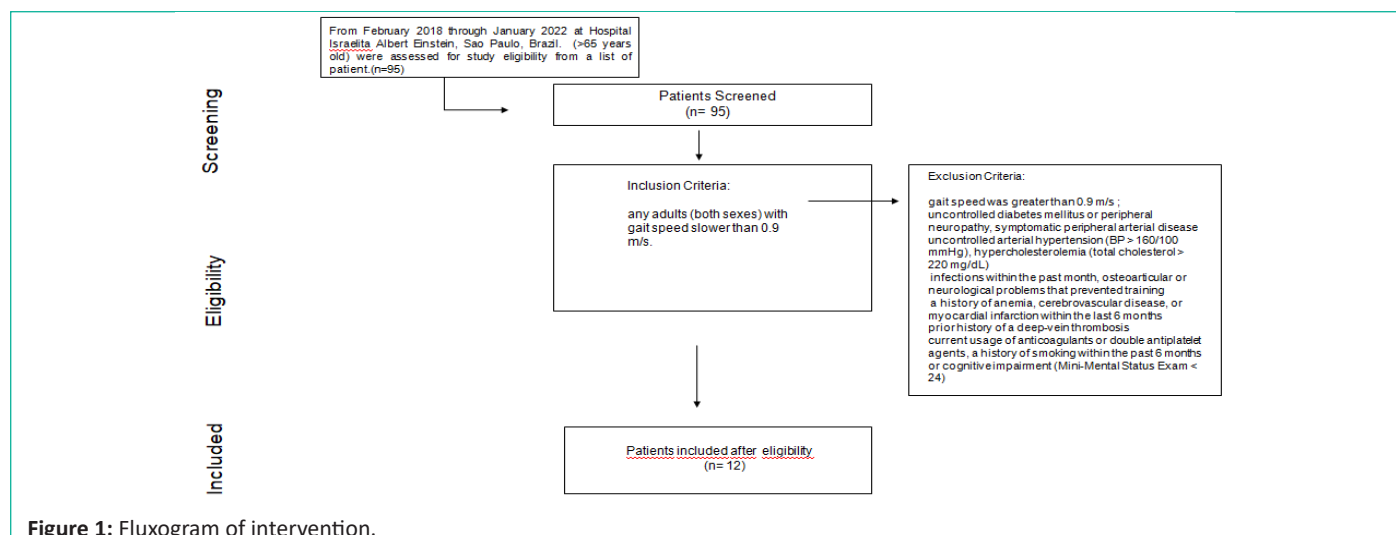 From February 2018 through January 2022 at Hospital
Israelita Albert Einstein, Sao Paulo, Brazil. (>65 years
old) were assessed for study eligibility from a list of
patient.(n=95)
Screening
Patients Screened
(n= 95)
Eligibility
Inclusion Criteria:
any adults (both sexes) with
gait speed slower than 0.9
m/s.
Exclusion Criteria:
gait speed was greater than 0.9 m/s ;
uncontrolled diabetes mellitus or peripheral
neuropathy, symptomatic peripheral arterial disease
uncontrolled arterial hypertension (BP > 160/100
mmHg), hypercholesterolemia (total cholesterol >
220 mg/dL)
infections within the past month, osteoarticular or
neurological problems that prevented training
a history of anemia, cerebrovascular disease, or
myocardial infarction within the last 6 months
prior history of a deep-vein thrombosis
current usage of anticoagulants or double antiplatelet
agents, a history of smoking within the past 6 months
or cognitive impairment (Mini-Mental Status Exam <
24)
Included
Patients included after eligibility
(n= 12)
Figure 1: Fluxogram of intervention.